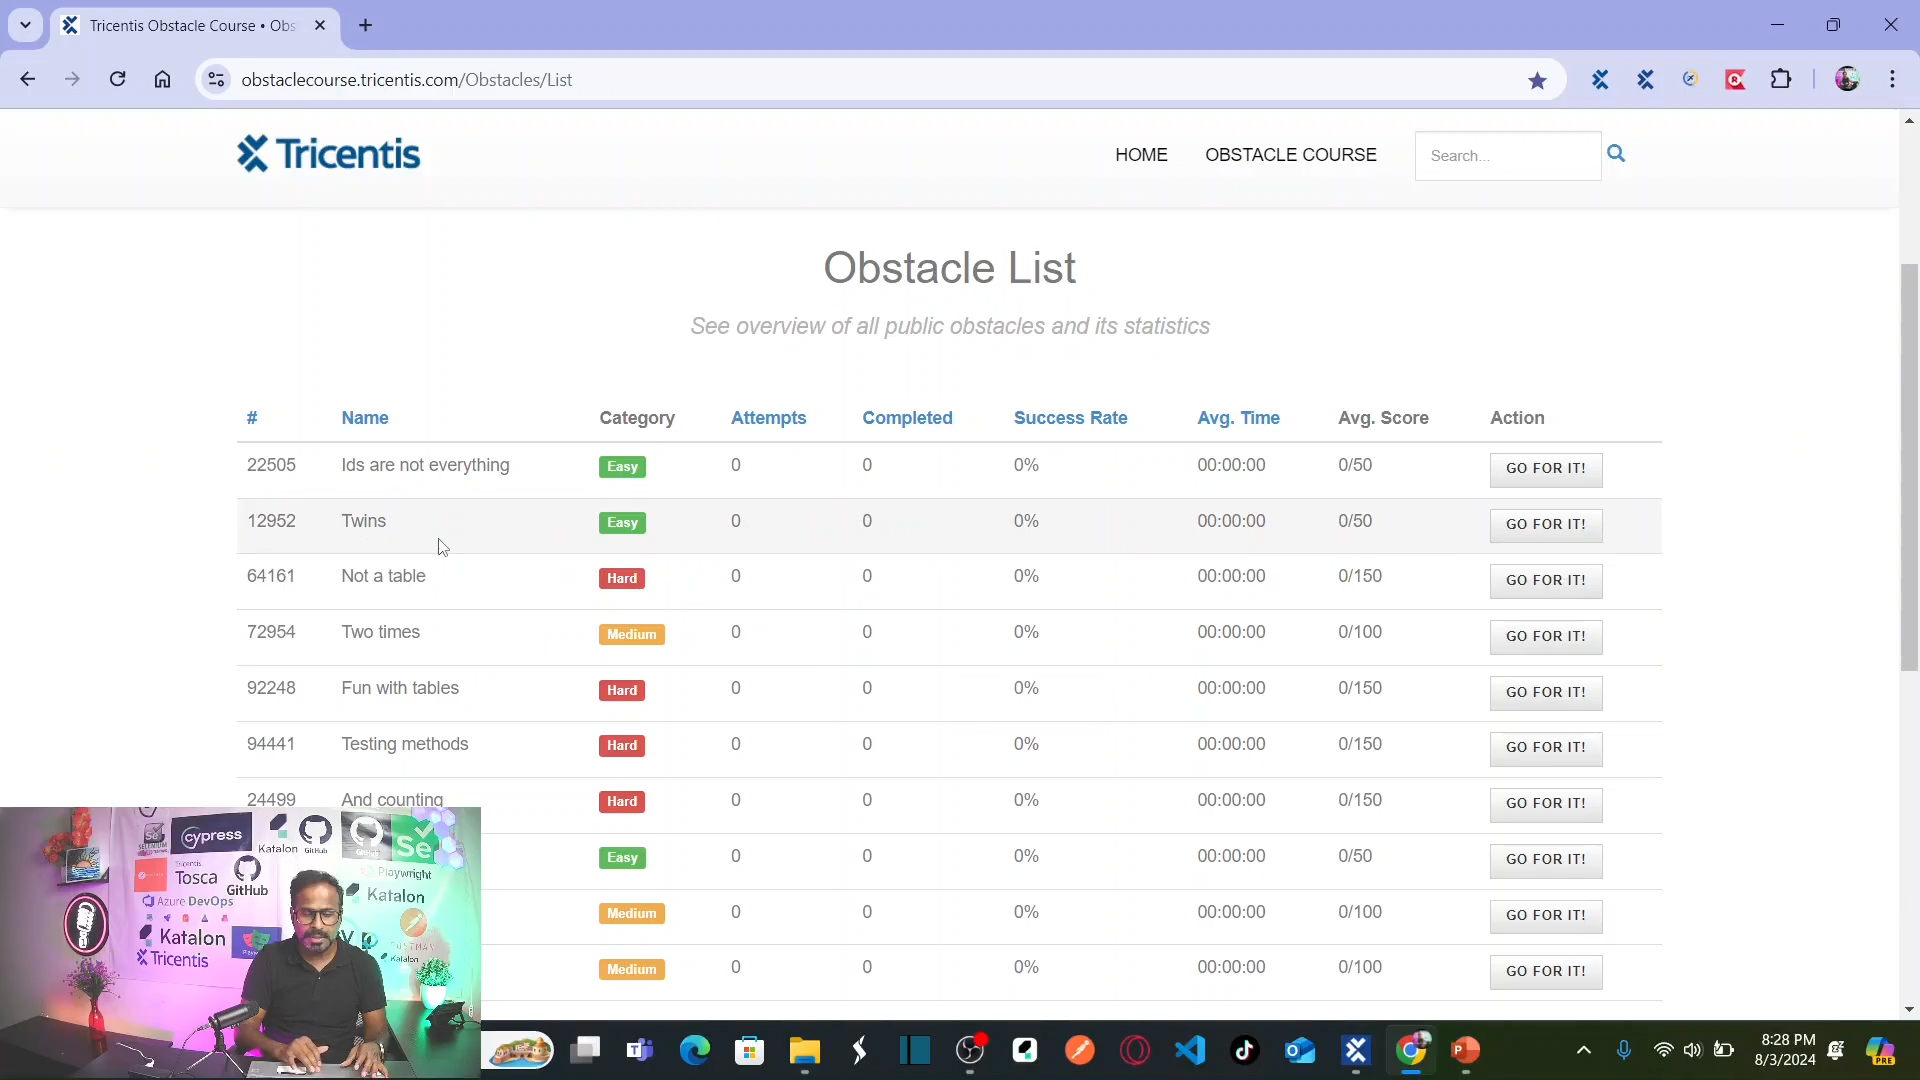 Tricentis Obstacle Course • Obs
obstaclecourse.tricentis.com/Obstacles/List
Tricentis
HOME
OBSTACLE COURSE
Search...
Obstacle List
See overview of all public obstacles and its statistics
# Name Category Attempts Completed Success Rate Avg. Time Avg. Score Action
22505 Ids are not everything Easy 0 0 0% 00:00:00 0/50 GO FOR IT!
12952 Twins Easy 0 0 0% 00:00:00 0/50 GO FOR IT!
64161 Not a table Hard 0 0 0% 00:00:00 0/150 GO FOR IT!
72954 Two times Medium 0 0 0% 00:00:00 0/100 GO FOR IT!
92248 Fun with tables Hard 0 0 0% 00:00:00 0/150 GO FOR IT!
94441 Testing methods Hard 0 0 0% 00:00:00 0/150 GO FOR IT!
24499 And counting Hard 0 0 0% 00:00:00 0/150 GO FOR IT!
Easy 0 0 0% 00:00:00 0/50 GO FOR IT!
Medium 0 0 0% 00:00:00 0/100 GO FOR IT!
Medium 0 0 0% 00:00:00 0/100 GO FOR IT!
Se
SELENIUM
cypress
Katalon
GitHub
Se
Tricentis
Tosca
GitHub
Playwright
Katalon
Azure DevOps
Katalon
Tricentis
POSTMAN
Katalon
8:28 PM
8/3/2024
PRE